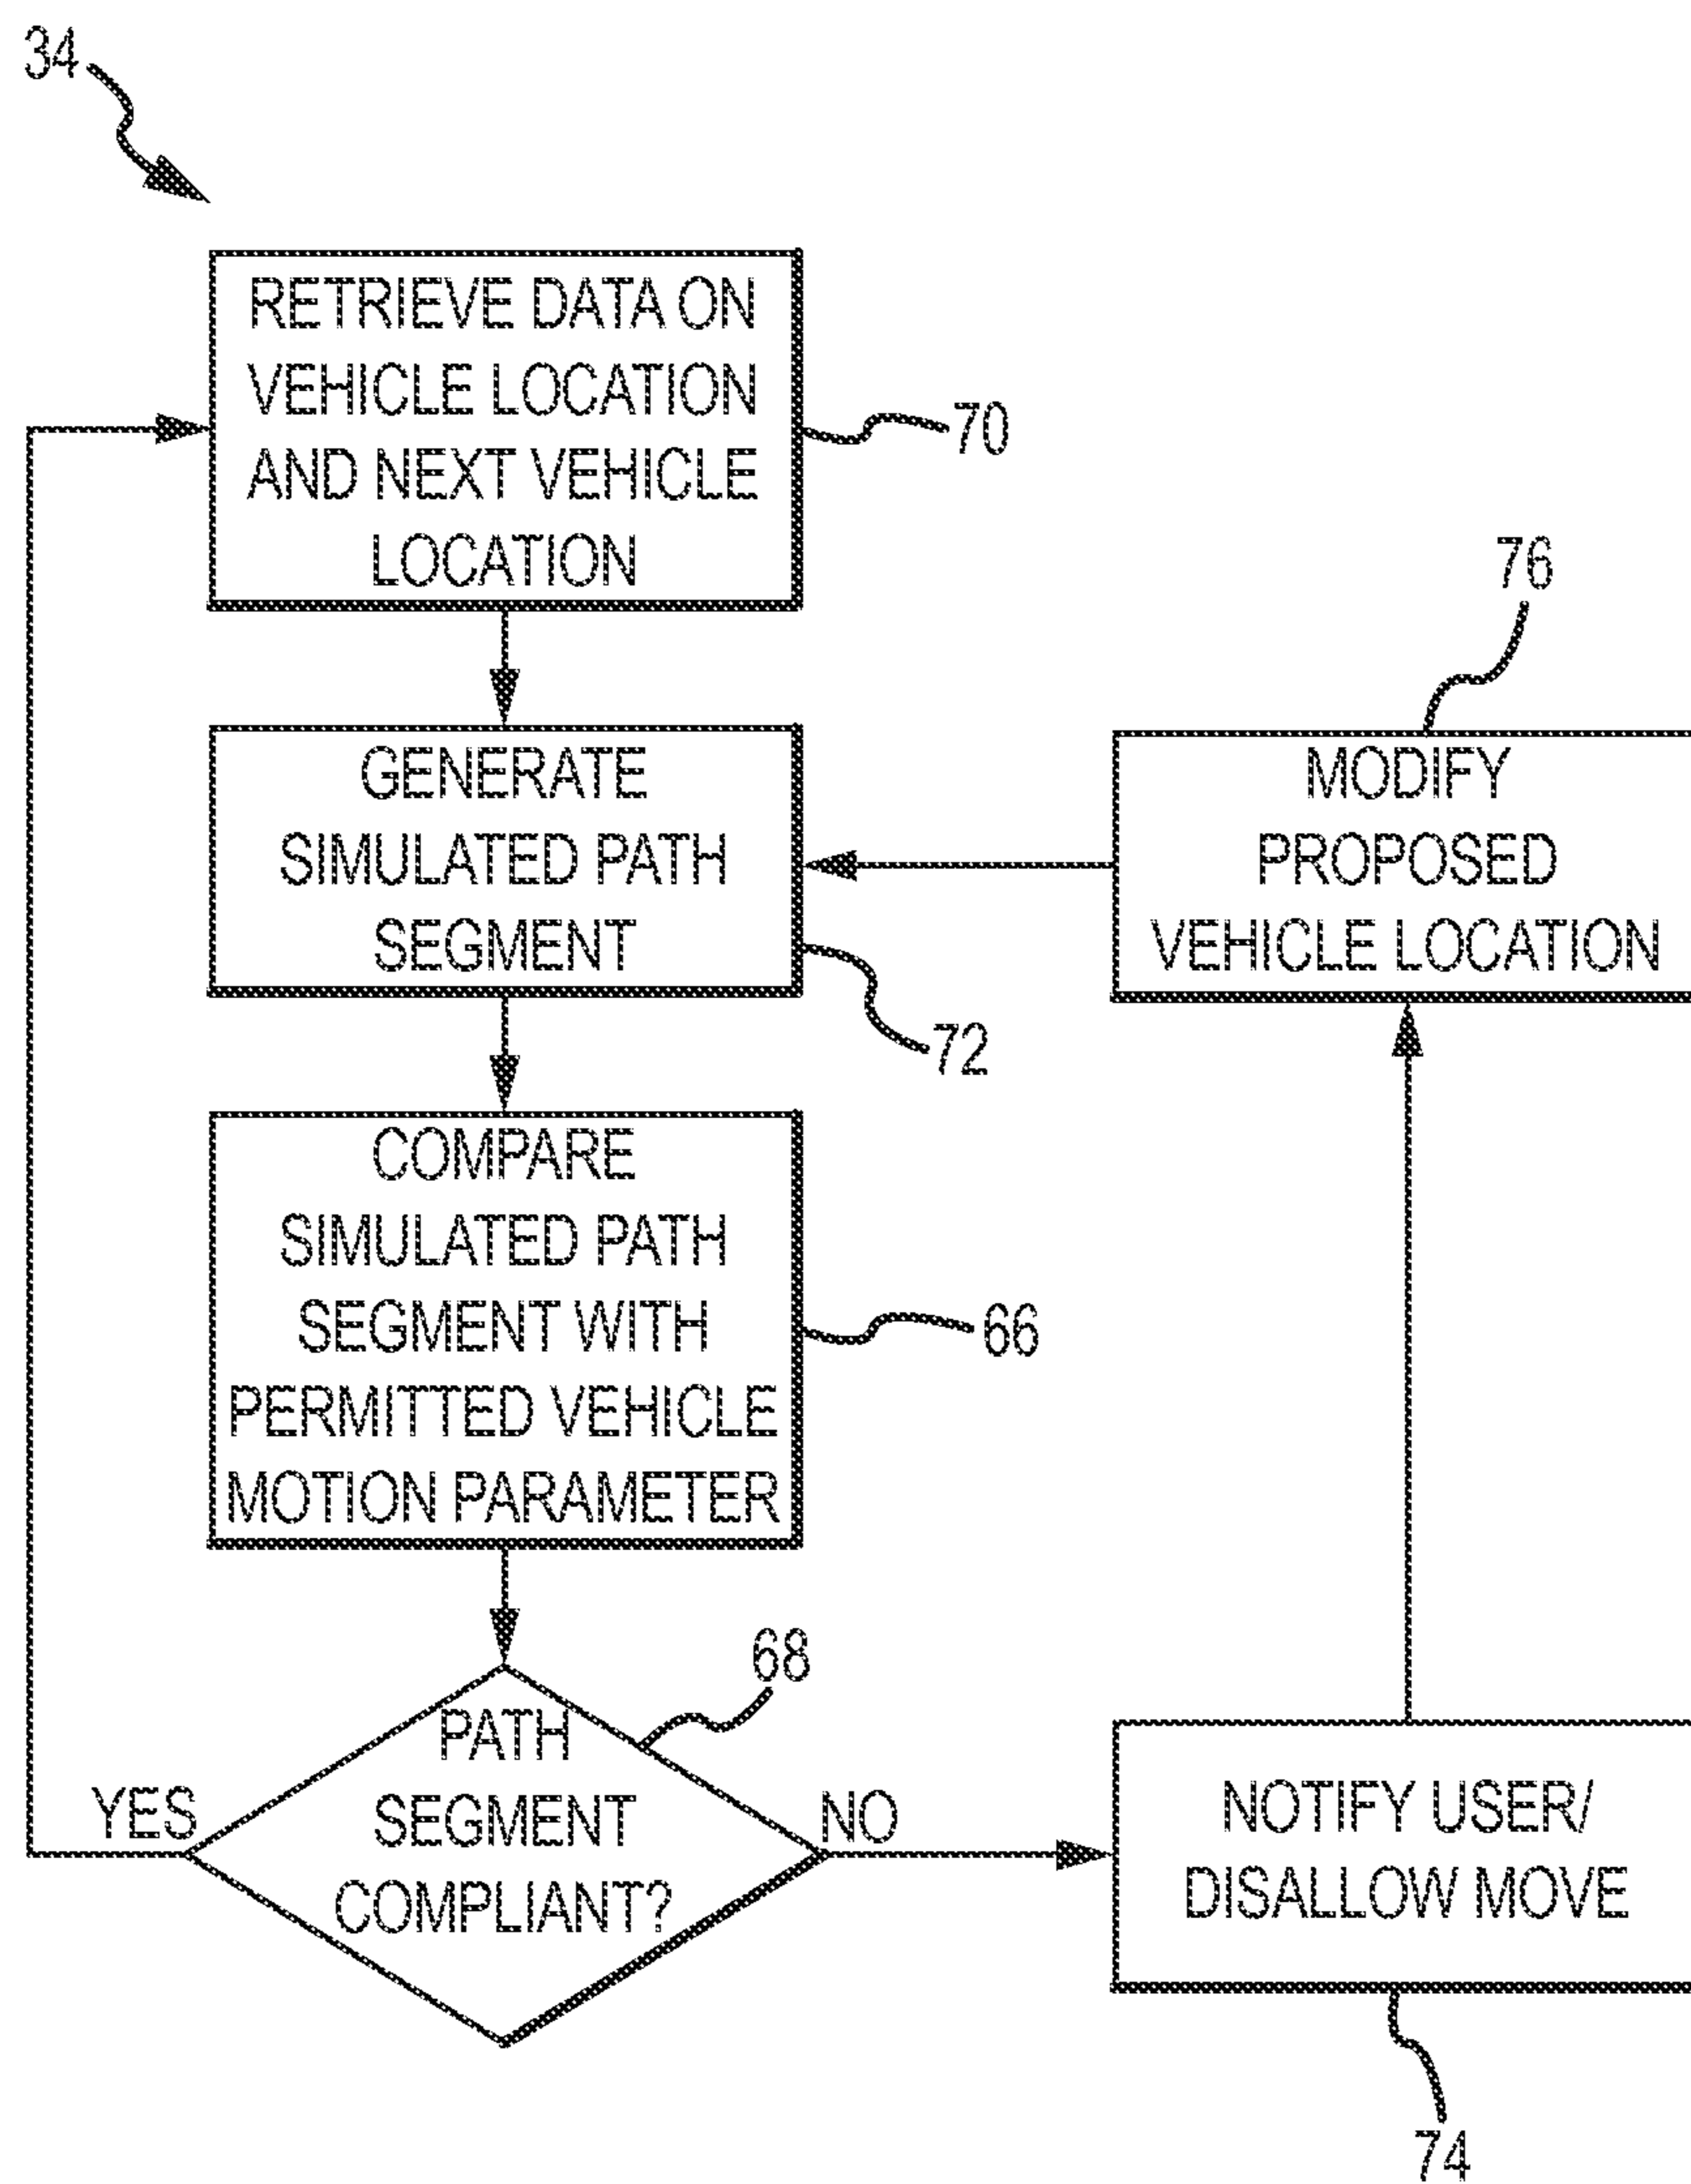 34
RETRIEVE DATA ON
VEHICLE LOCATION
AND NEXT VEHICLE
LOCATION
70
GENERATE
SIMULATED PATH
SEGMENT
72
76
MODIFY
PROPOSED
VEHICLE LOCATION
COMPARE
SIMULATED PATH
SEGMENT WITH
PERMITTED VEHICLE
MOTION PARAMETER
66
68
PATH
SEGMENT
COMPLIANT?
YES
NO
NOTIFY USER/
DISALLOW MOVE
74